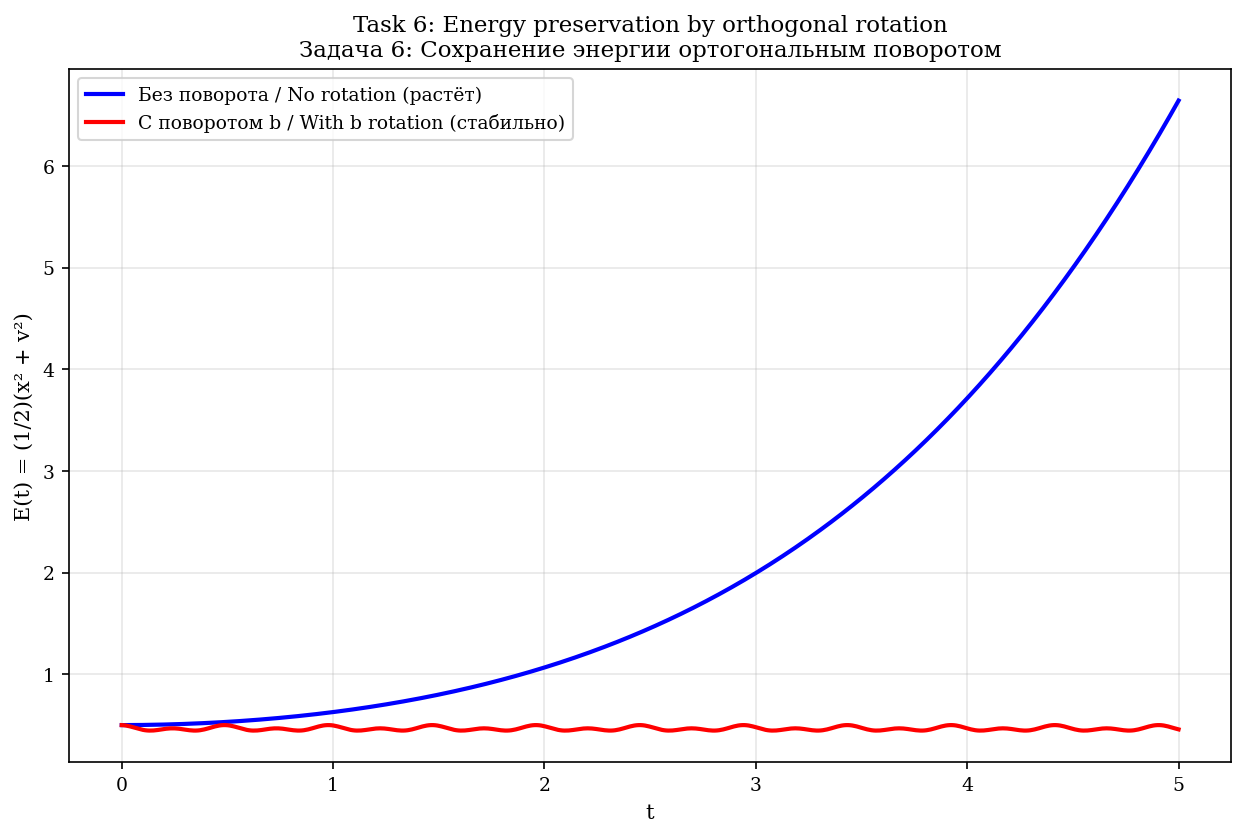 Task 6: Energy preservation by orthogonal rotation
Задача 6: Сохранение энергии ортогональным поворотом
Без поворота / No rotation (растёт)
С поворотом b / With b rotation (стабильно)
E(t) = (1/2)(x² + v²)
6
5
4
3
2
1
0 1 2 3 4 5
t